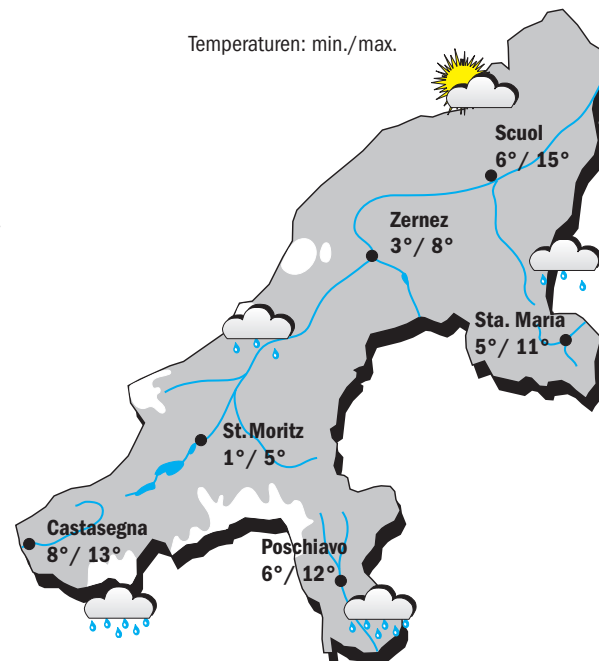 Temperaturen: min./max.
Scuol
6°/ 15°
Zernez
3°/ 8°
Sta. Maria
5°/ 11°
St. Moritz
1°/ 5°
Castasegna
8°/ 13°
Poschiavo
6°/ 12°